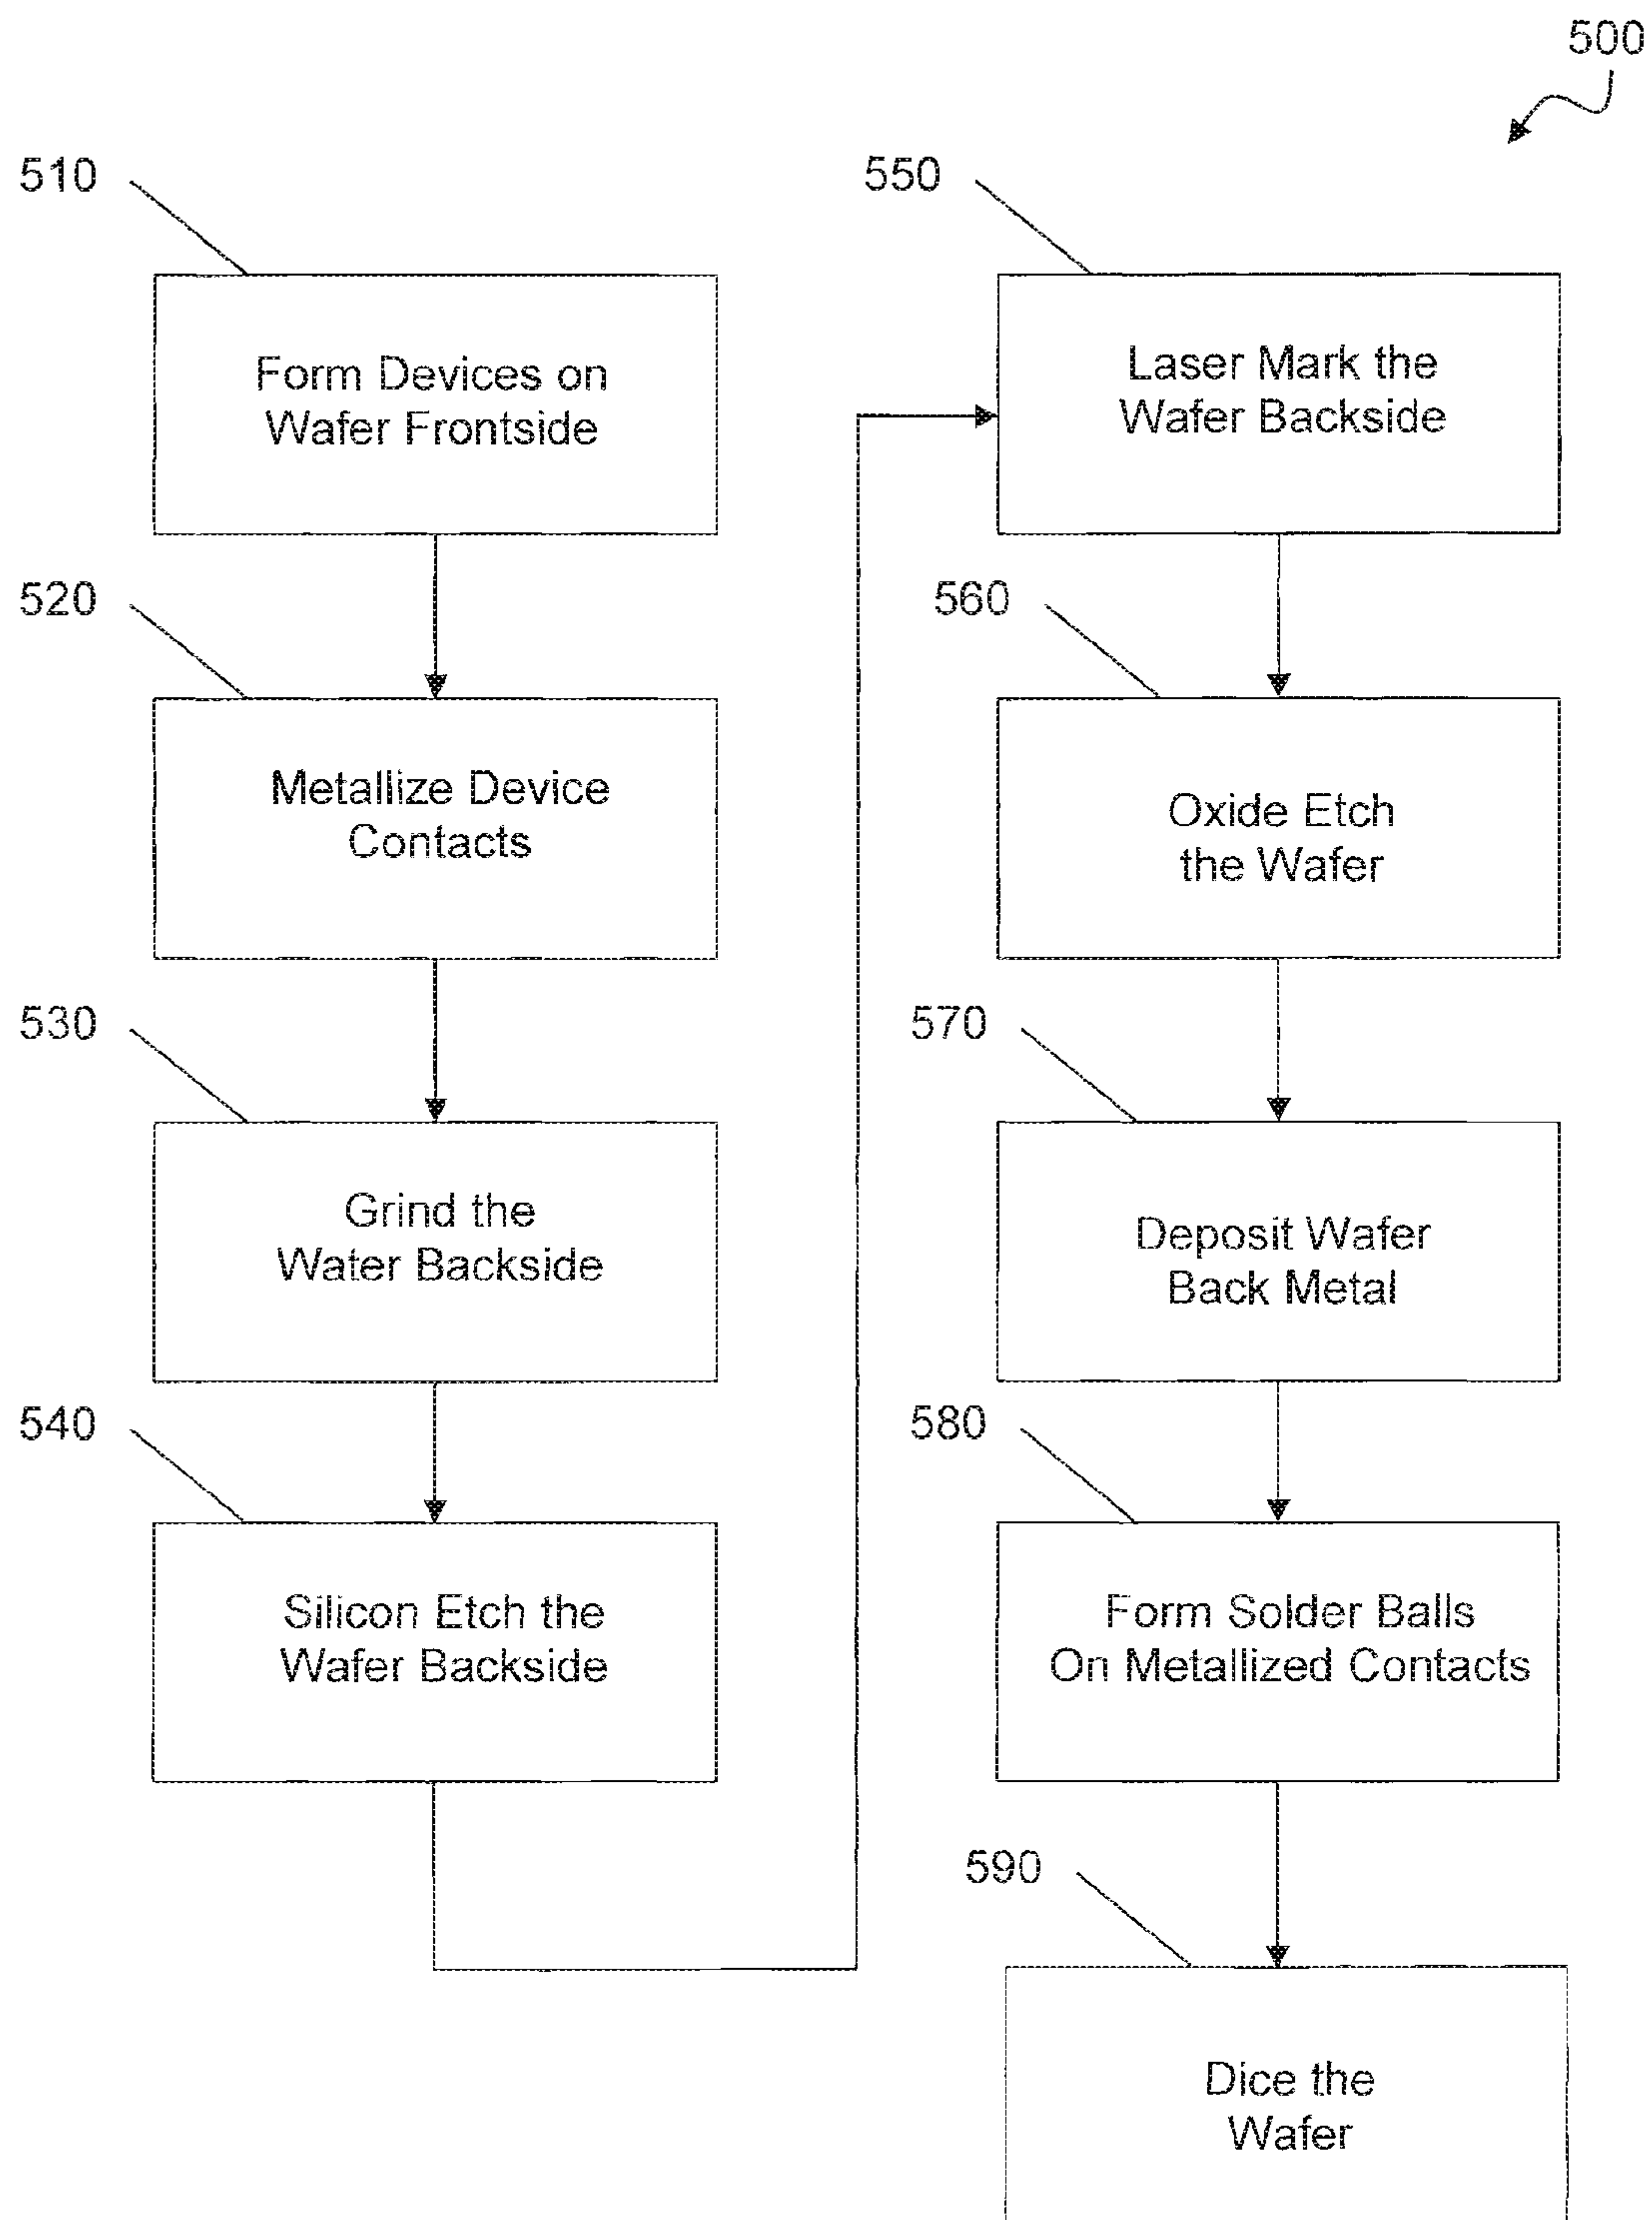 500
510
Form Devices on
Wafer Frontside
520
Metallize Device
Contacts
530
Grind the
Water Backside
540
Silicon Etch the
Wafer Backside
550
Laser Mark the
Wafer Backside
560
Oxide Etch
the Wafer
570
Deposit Wafer
Back Metal
580
Form Solder Balls
On Metallized Contacts
590
Dice the
Wafer